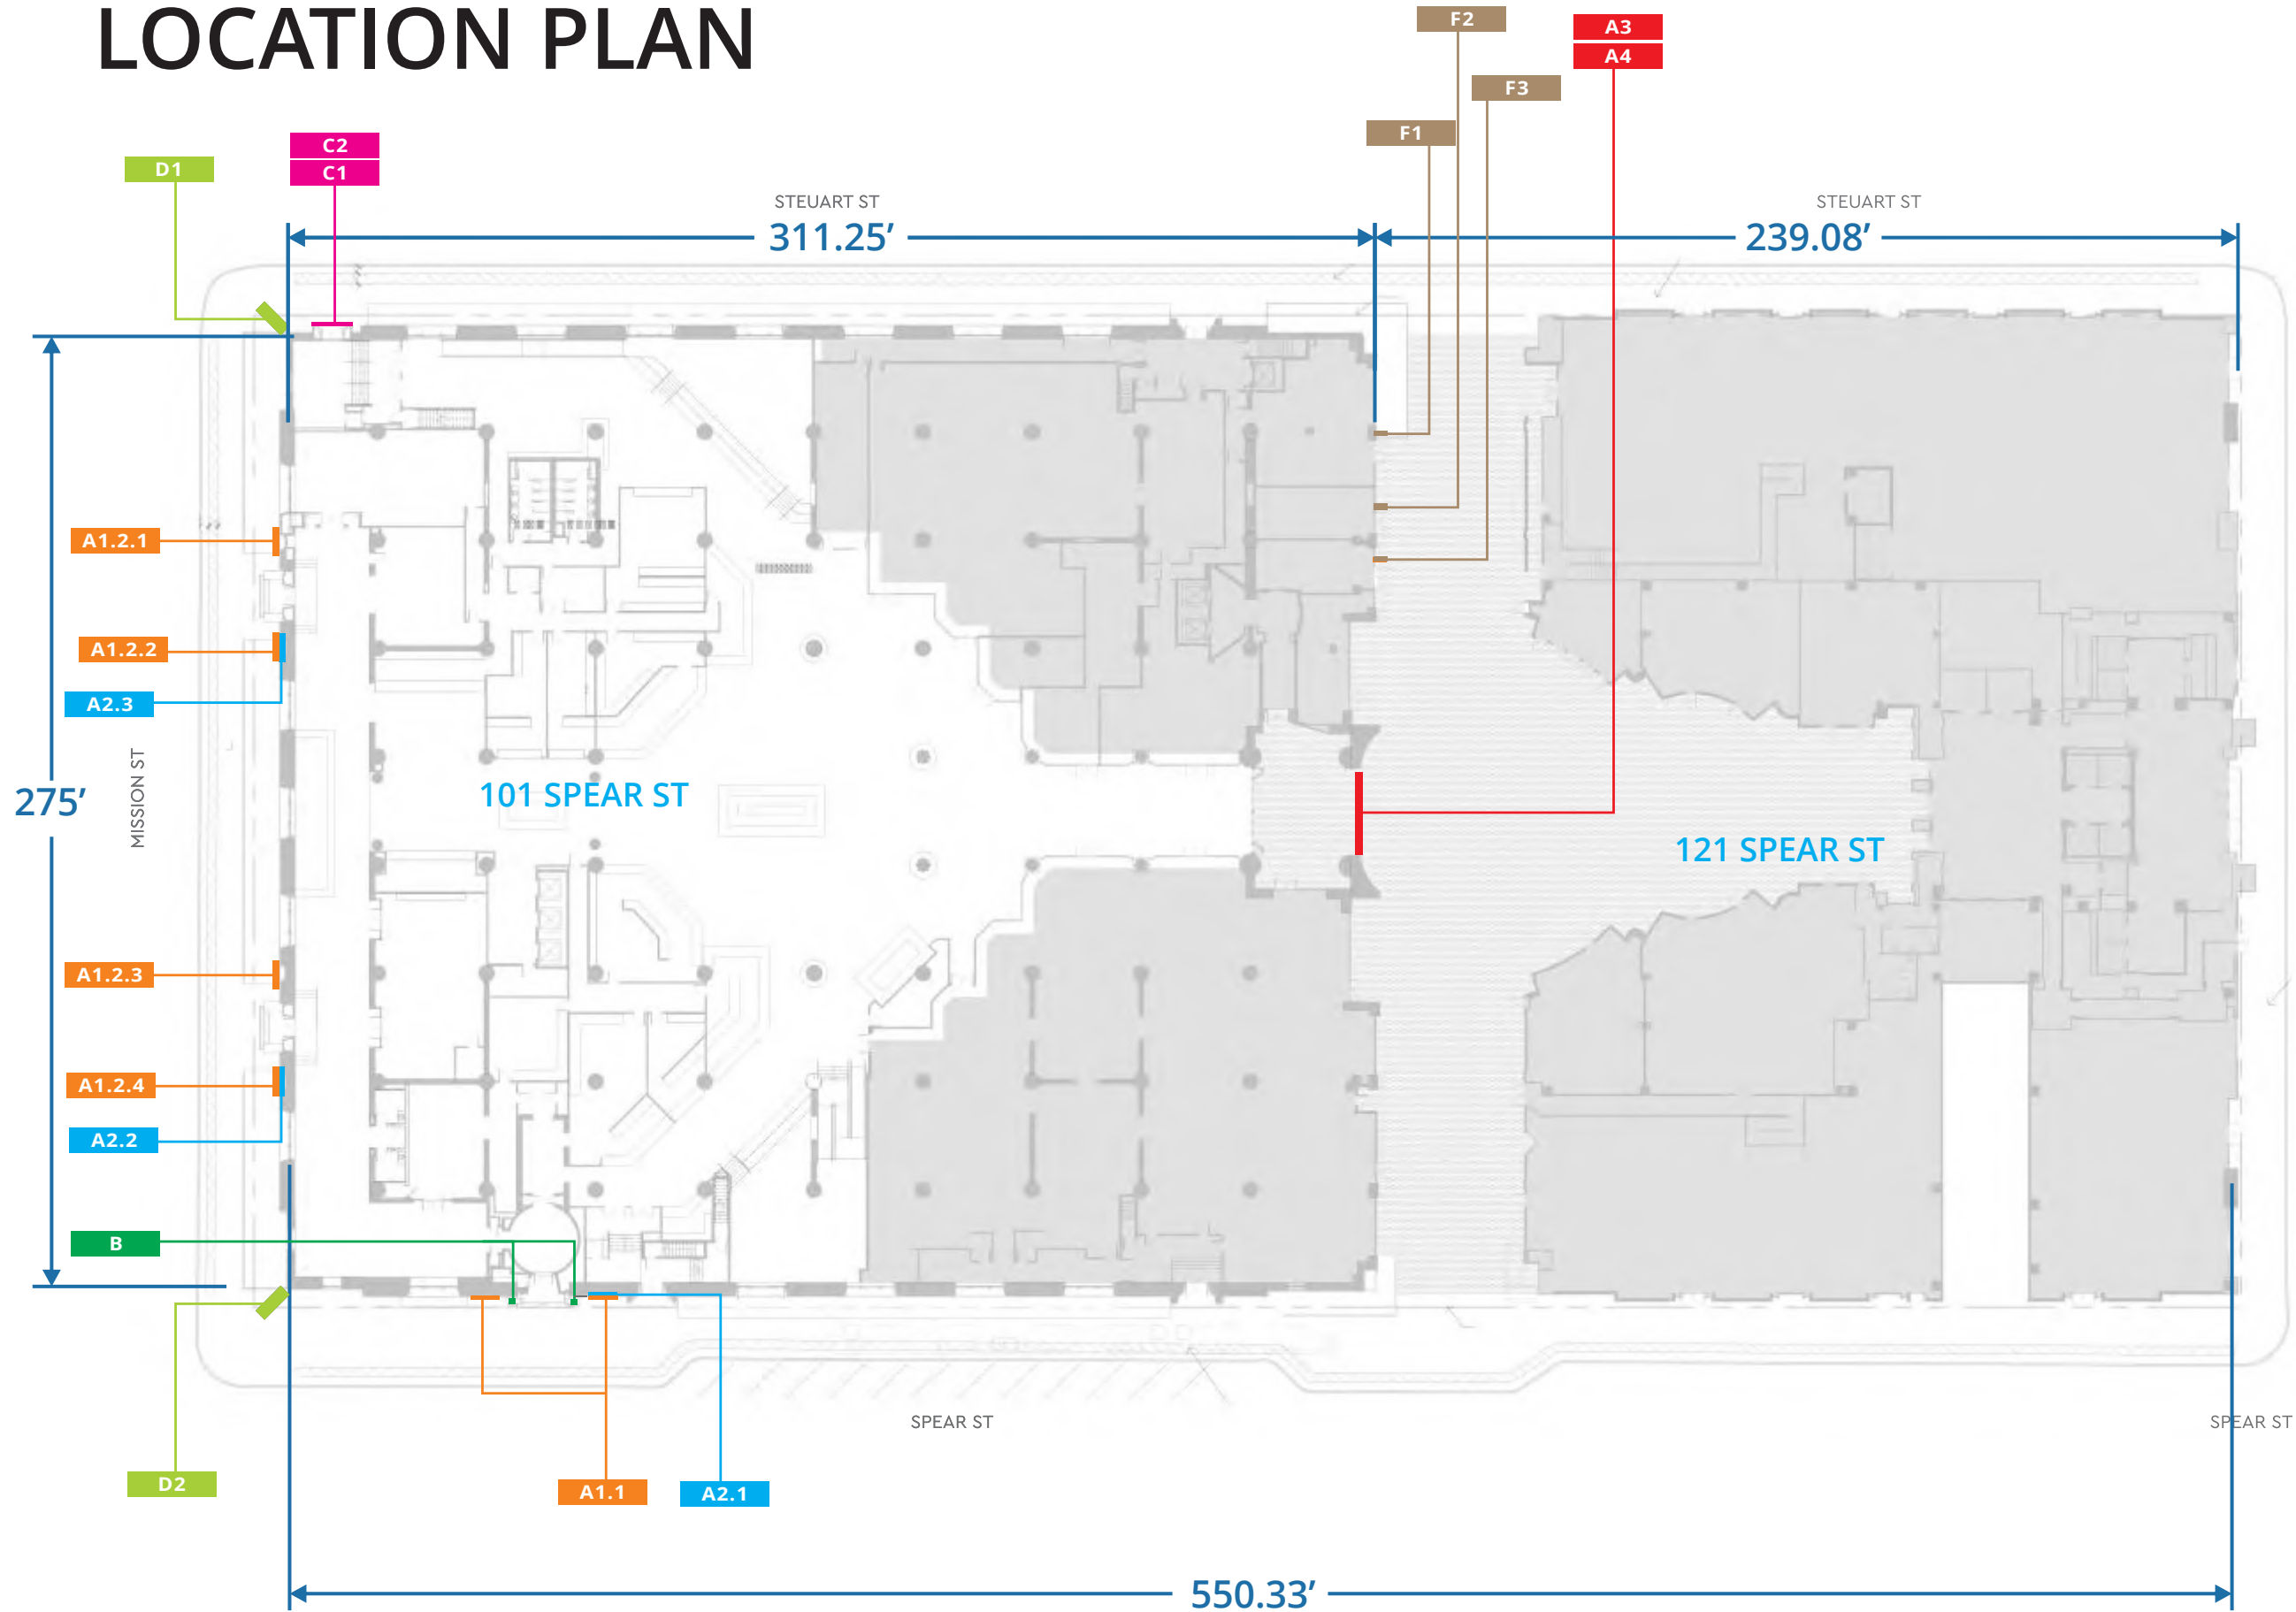 LOCATION PLAN
F2
A3
A4
F3
F1
C2
C1
D1
STEUART ST
STEUART ST
311.25’
239.08’
A1.2.1
A1.2.2
A2.3
MISSION ST
275’
101 SPEAR ST
121 SPEAR ST
A1.2.3
A1.2.4
A2.2
B
SPEAR ST
SPEAR ST
D2
A1.1
A2.1
550.33’